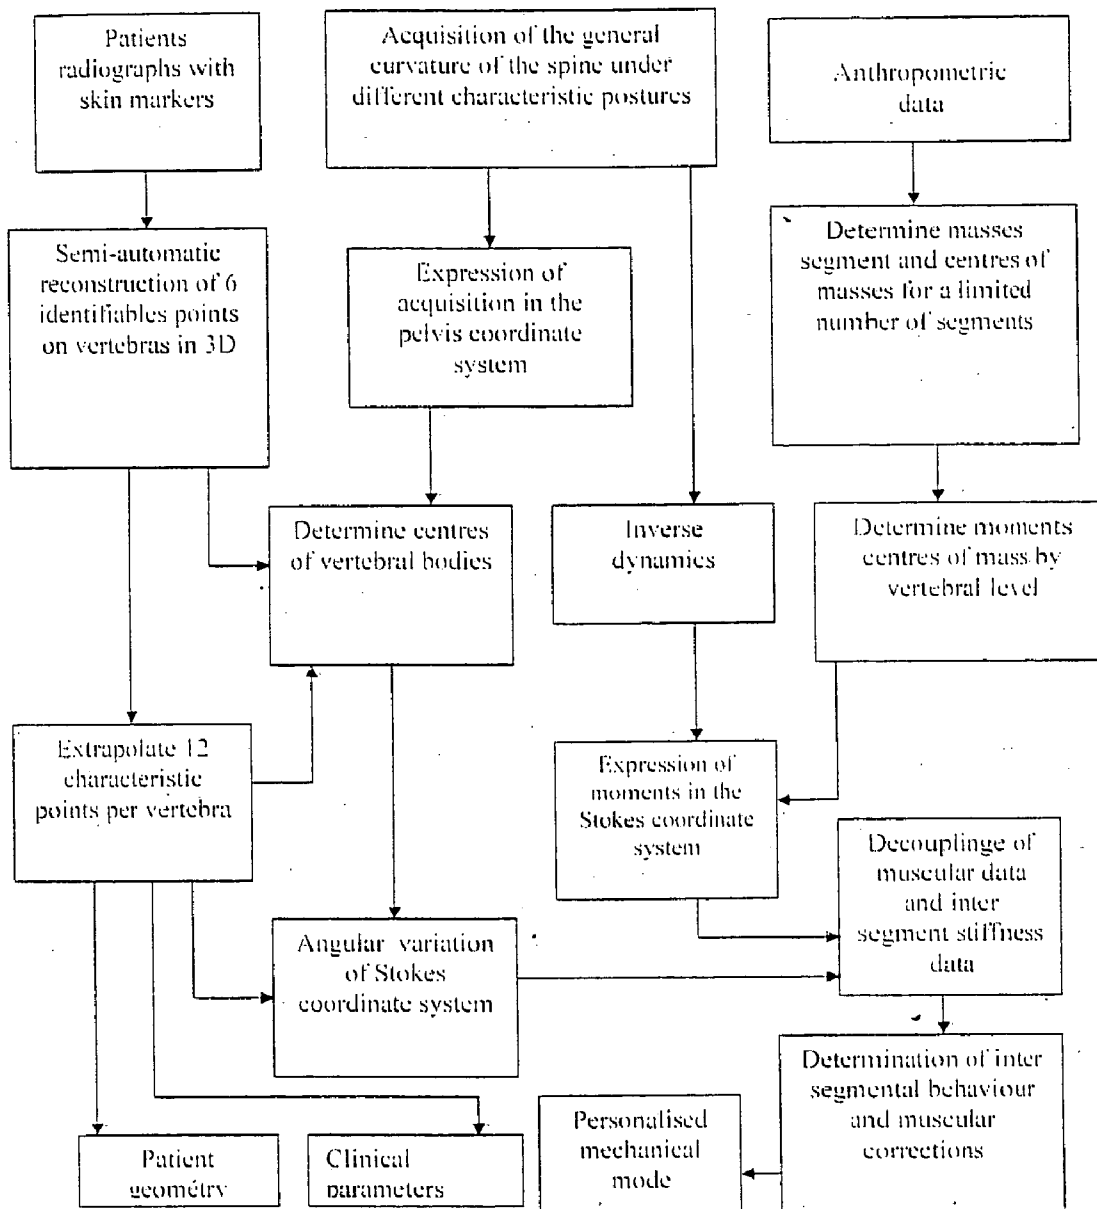 Patients
radiographs with
skin markers
Acquisition of the general
curvature of the spine under
different characteristic postures
Anthropometric
data
Semi-automatic
reconstruction of 6
identifiables points
on vertebras in 3D
Expression of
acquisition in the
pelvis coordinate
system
Determine masses
segment and centres of
masses for a limited
number of segments
Determine centres
of vertebral bodies
Inverse
dynamics
Determine moments
centres of mass by
vertebral level
Extrapolate 12
characteristic
points per vertebra
Expression of
moments in the
Stokes coordinate
system
Decouplinge of
muscular data
and inter
segment stiffness
data
Angular variation
of Stokes
coordinate system
Determination of inter
segmental behaviour
and muscular
corrections
Personalised
mechanical
mode
Patient
geometry
Clinical
parameters